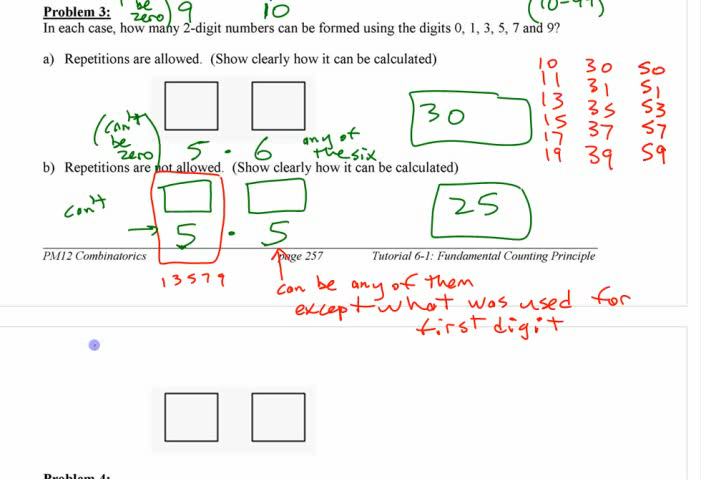 be
zero) 9 10 (10-99)
Problem 3:
In each case, how many 2-digit numbers can be formed using the digits 0, 1, 3, 5, 7 and 9?
a) Repetitions are allowed. (Show clearly how it can be calculated)
10 30 50
11 31 51
13 35 53
15 37 57
17 39 59
19
30
(can't
be
zero) 5 · 6 any of
the six
b) Repetitions are not allowed. (Show clearly how it can be calculated)
can't
25
→ 5 · 5
PM12 Combinatorics page 257 Tutorial 6-1: Fundamental Counting Principle
1 3 5 7 9
can be any of them
except what was used for
first digit